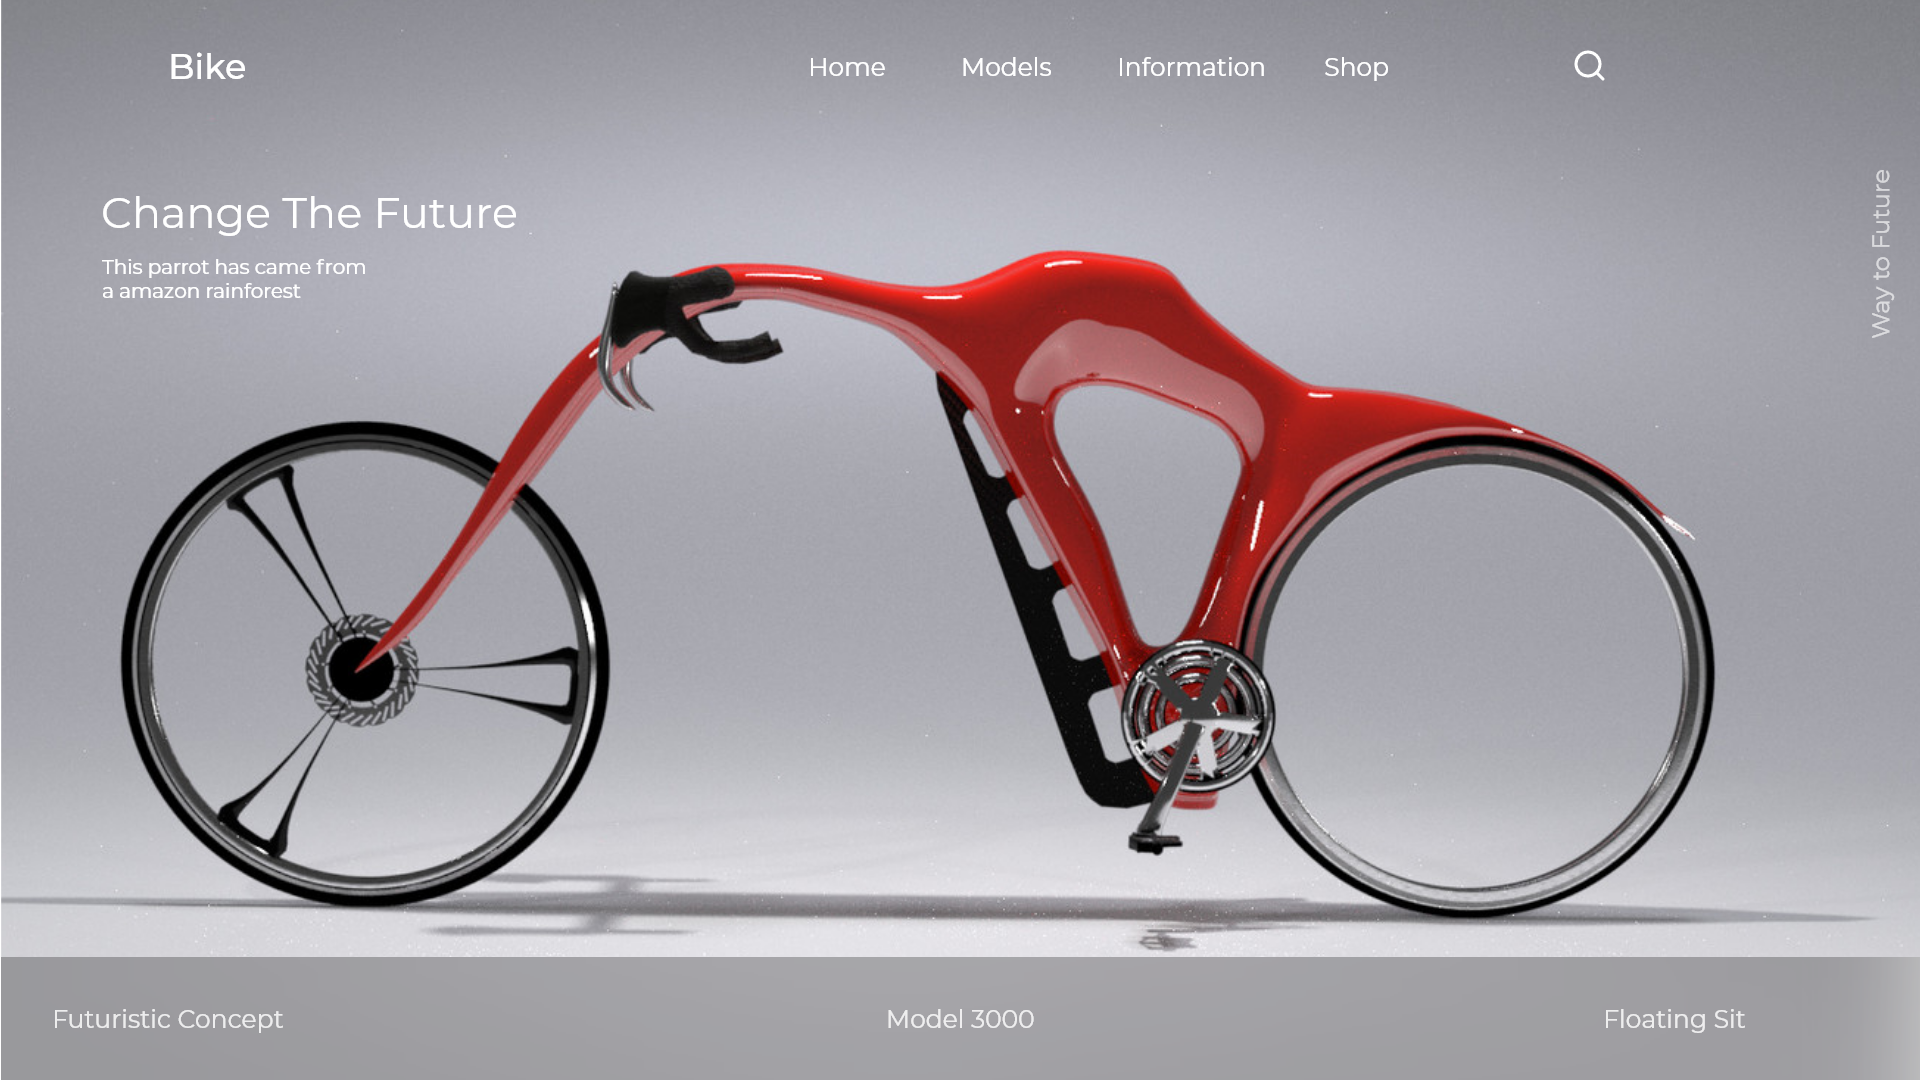 Bike
Home
Models
Information
Shop
Change The Future
This parrot has came from
a amazon rainforest
Way to Future
Futuristic Concept
Model 3000
Floating Sit